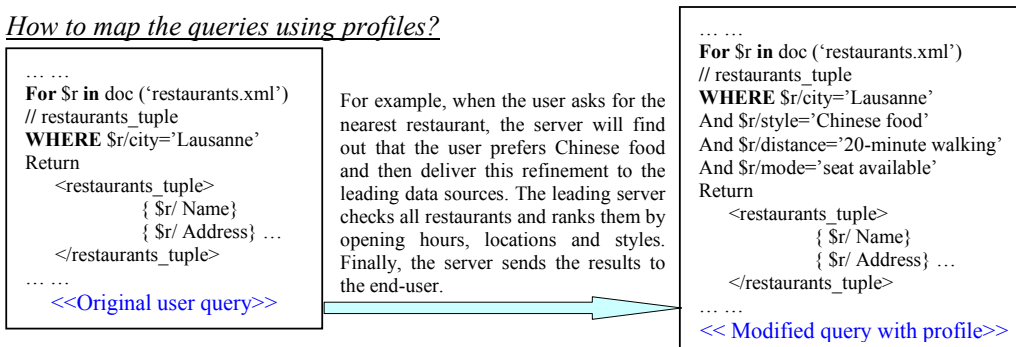 How to map the queries using profiles?
… …
For $r in doc (‘restaurants.xml’)
// restaurants_tuple
WHERE $r/city=’Lausanne’
Return
<restaurants_tuple>
{ $r/ Name}
{ $r/ Address} …
</restaurants_tuple>
… …
<<Original user query>>
For example, when the user asks for the
nearest restaurant, the server will find
out that the user prefers Chinese food
and then deliver this refinement to the
leading data sources. The leading server
checks all restaurants and ranks them by
opening hours, locations and styles.
Finally, the server sends the results to
the end-user.
… …
For $r in doc (‘restaurants.xml’)
// restaurants_tuple
WHERE $r/city=’Lausanne’
And $r/style=’Chinese food’
And $r/distance=’20-minute walking’
And $r/mode=’seat available’
Return
<restaurants_tuple>
{ $r/ Name}
{ $r/ Address} …
</restaurants_tuple>
… …
<< Modified query with profile>>